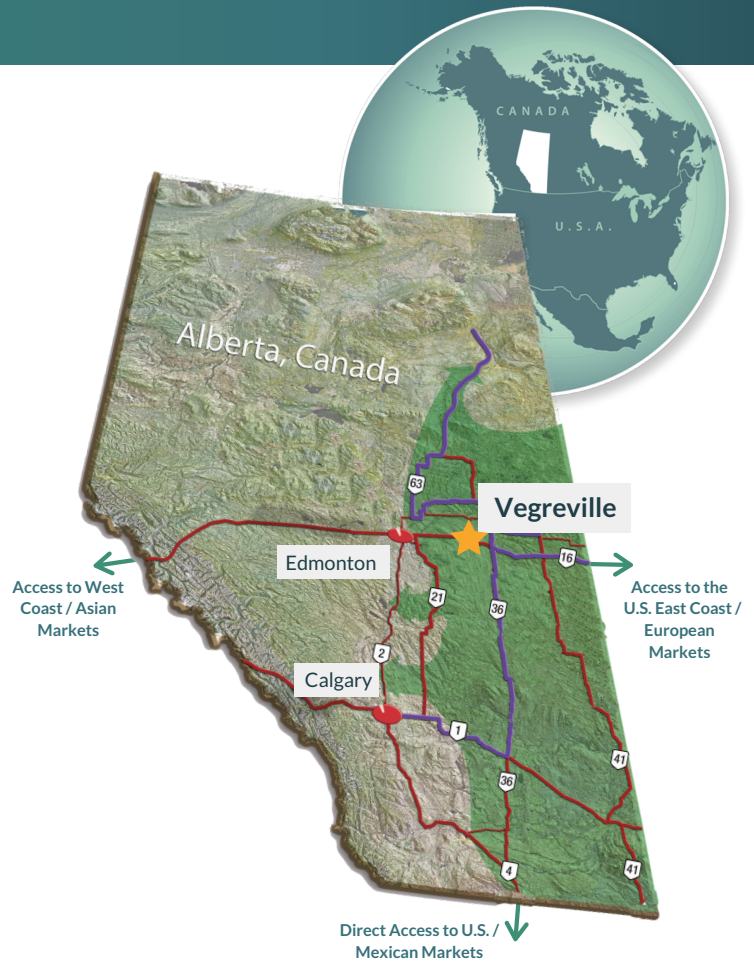 CANADA
U.S.A.
Alberta, Canada
63
Vegreville
Edmonton
16
Access to West
Coast / Asian
Markets
Access to the
U.S. East Coast /
European
Markets
21
36
2
Calgary
1
41
36
4
41
Direct Access to U.S. /
Mexican Markets